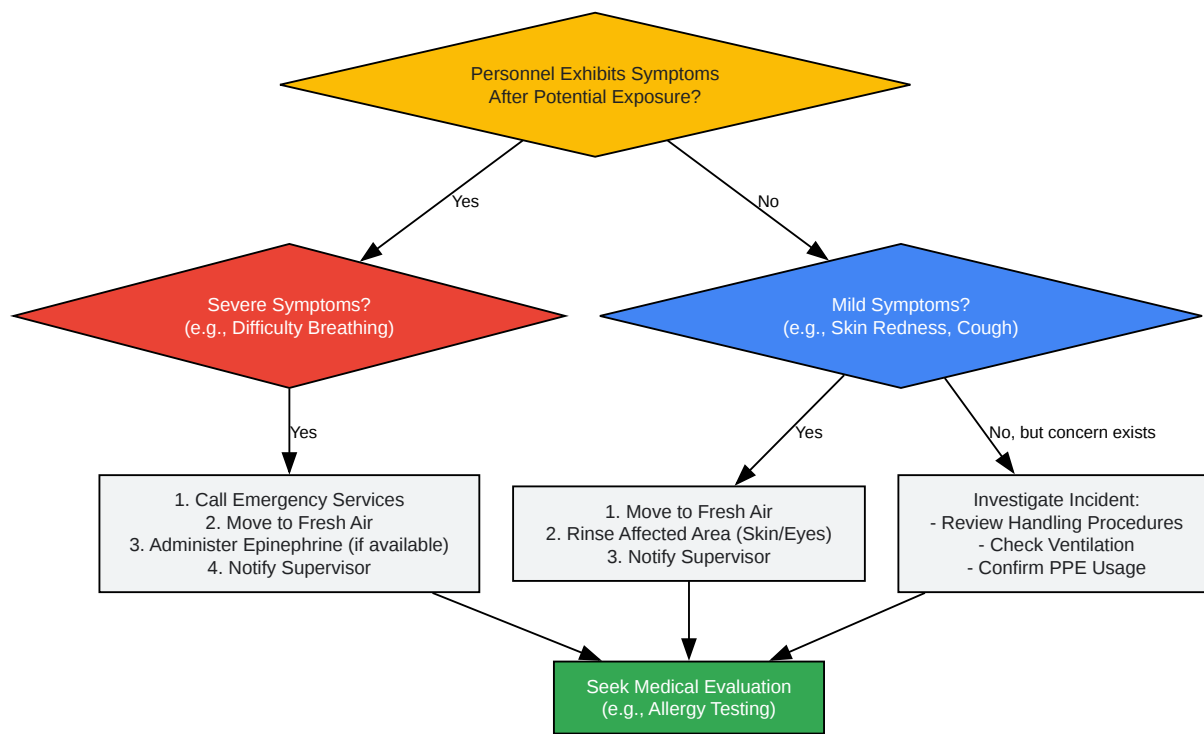 Personnel Exhibits Symptoms
After Potential Exposure?
Yes
No
Severe Symptoms?
(e.g., Difficulty Breathing)
Mild Symptoms?
(e.g., Skin Redness, Cough)
Yes
Yes
No, but concern exists
1. Call Emergency Services
2. Move to Fresh Air
3. Administer Epinephrine (if available)
4. Notify Supervisor
1. Move to Fresh Air
2. Rinse Affected Area (Skin/Eyes)
3. Notify Supervisor
Investigate Incident:
- Review Handling Procedures
- Check Ventilation
- Confirm PPE Usage
Seek Medical Evaluation
(e.g., Allergy Testing)